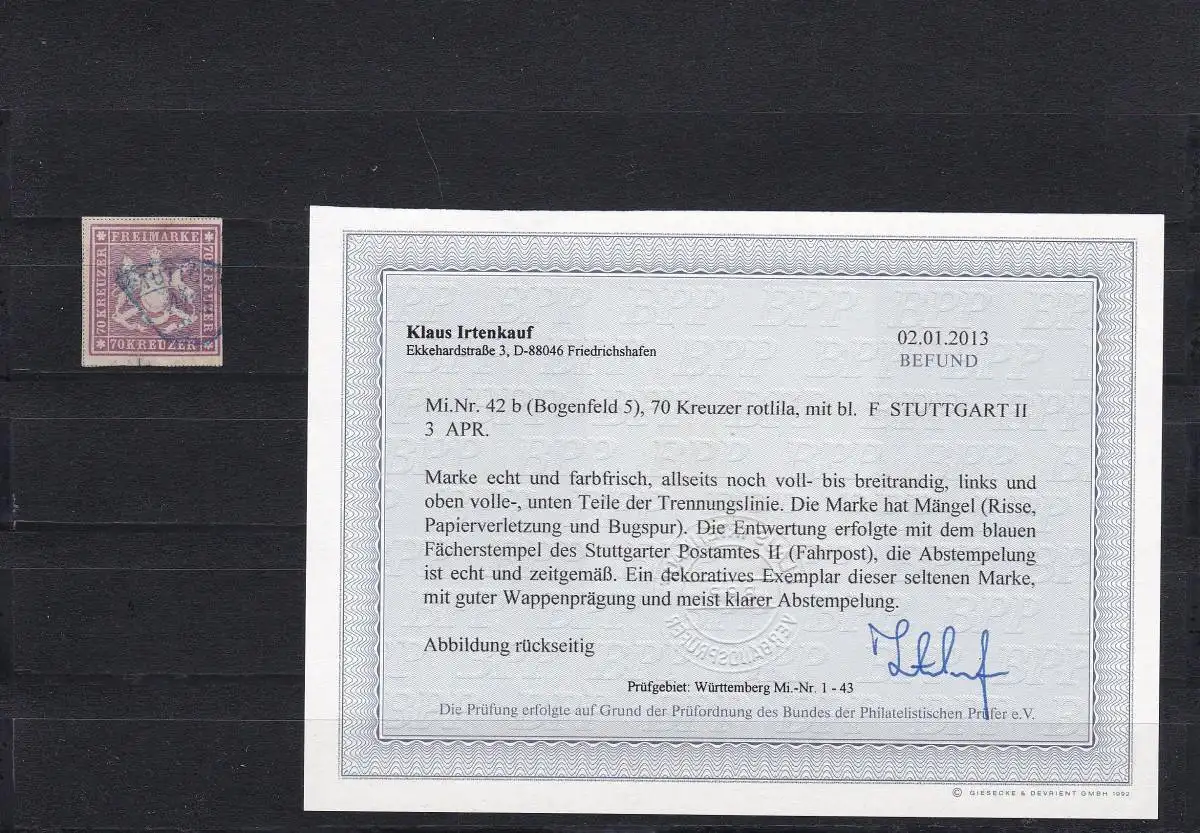 FREIMARKE
70 KREUZER
70 KREUZER
70 KREUZER
Klaus Irtenkauf
Ekkehardstraße 3, D-88046 Friedrichshafen
02.01.2013
BEFUND
Mi.Nr. 42 b (Bogenfeld 5), 70 Kreuzer rotlila, mit bl. F STUTTGART II
3 APR.
Marke echt und farbfrisch, allseits noch voll- bis breitrandig, links und
oben volle-, unten Teile der Trennungslinie. Die Marke hat Mängel (Risse,
Papierverletzung und Bugspur). Die Entwertung erfolgte mit dem blauen
Fächerstempel des Stuttgarter Postamtes II (Fahrpost), die Abstempelung
ist echt und zeitgemäß. Ein dekoratives Exemplar dieser seltenen Marke,
mit guter Wappenprägung und meist klarer Abstempelung.
Abbildung rückseitig
Prüfgebiet: Württemberg Mi.-Nr. 1 - 43
Die Prüfung erfolgte auf Grund der Prüfordnung des Bundes der Philatelistischen Prüfer e.V.
© GIESECKE & DEVRIENT GMBH 1992